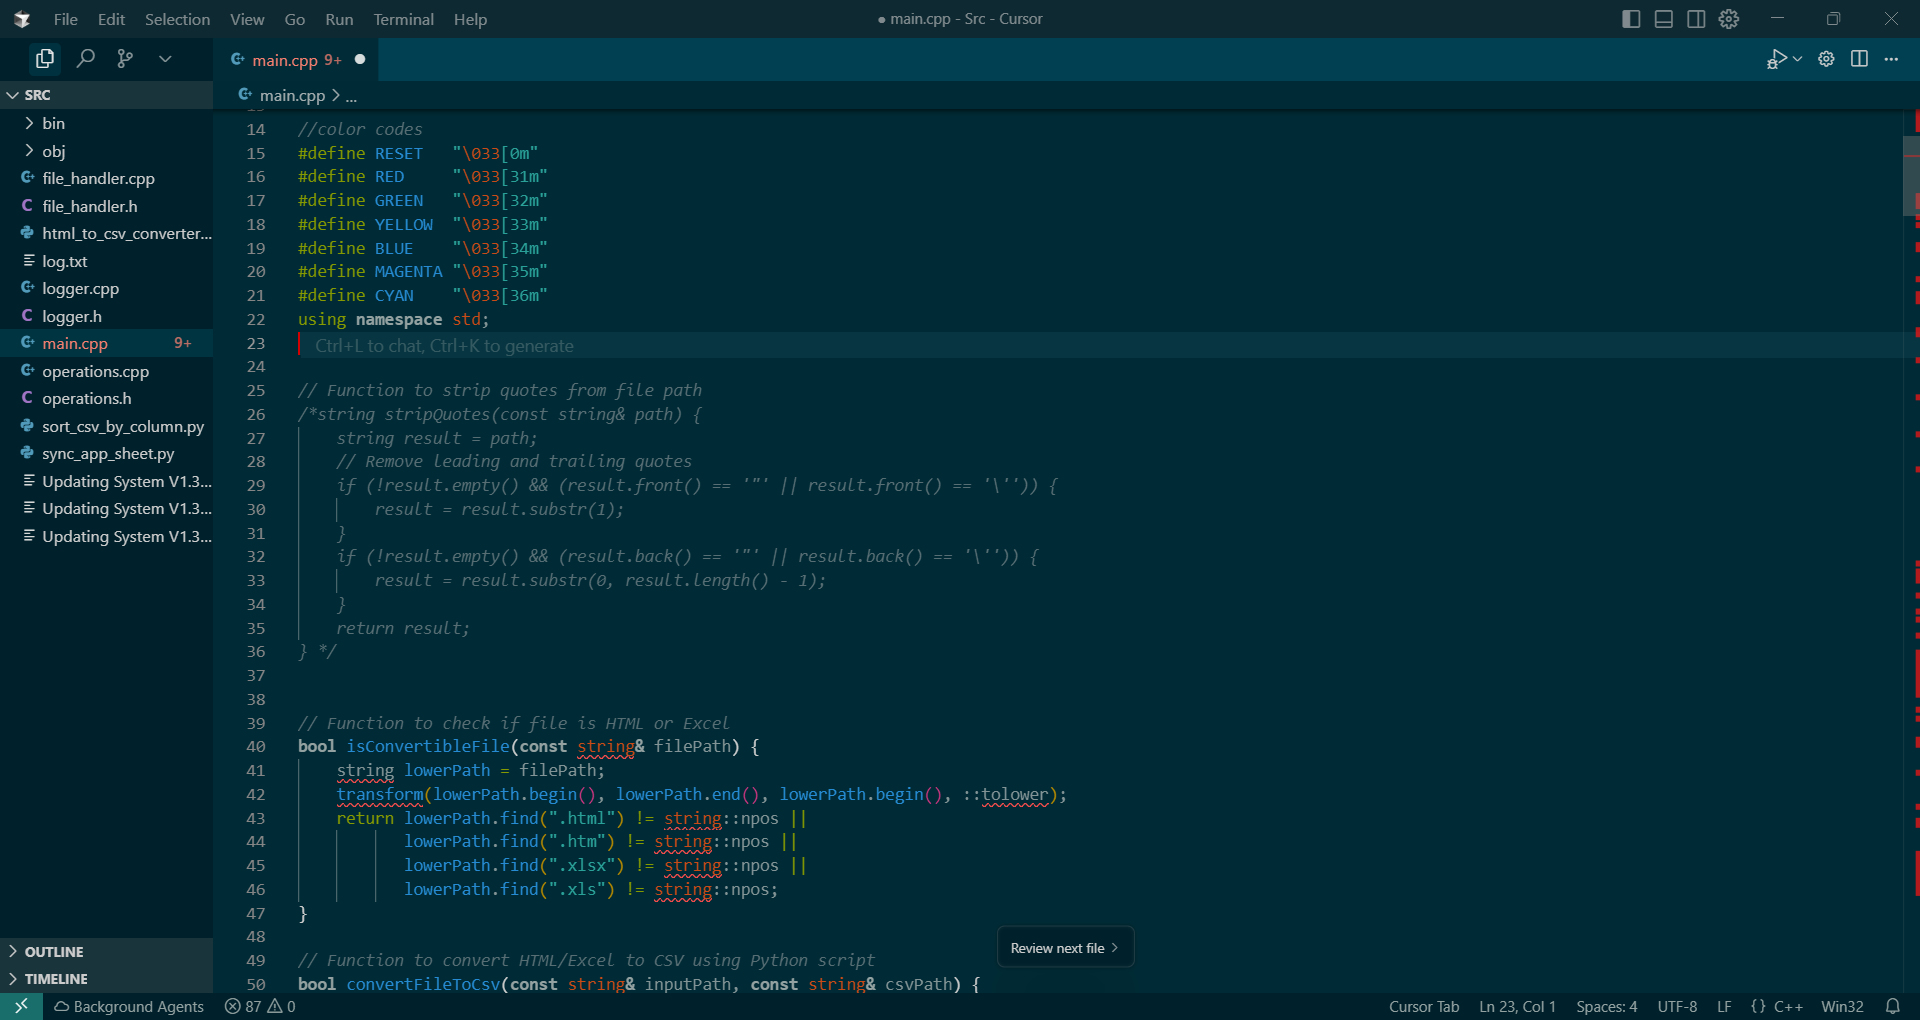 File Edit Selection View Go Run Terminal Help
● main.cpp - Src - Cursor
main.cpp 9+ ●
SRC
main.cpp > ...
bin
obj
file_handler.cpp
file_handler.h
html_to_csv_converter...
log.txt
logger.cpp
logger.h
main.cpp 9+
operations.cpp
operations.h
sort_csv_by_column.py
sync_app_sheet.py
Updating System V1.3...
Updating System V1.3...
Updating System V1.3...
OUTLINE
TIMELINE
14 //color codes
15 #define RESET   "\033[0m"
16 #define RED     "\033[31m"
17 #define GREEN   "\033[32m"
18 #define YELLOW  "\033[33m"
19 #define BLUE    "\033[34m"
20 #define MAGENTA "\033[35m"
21 #define CYAN    "\033[36m"
22 using namespace std;
23 Ctrl+L to chat, Ctrl+K to generate
24
25 // Function to strip quotes from file path
26 /*string stripQuotes(const string& path) {
27     string result = path;
28     // Remove leading and trailing quotes
29     if (!result.empty() && (result.front() == '"' || result.front() == '\'')) {
30         result = result.substr(1);
31     }
32     if (!result.empty() && (result.back() == '"' || result.back() == '\'')) {
33         result = result.substr(0, result.length() - 1);
34     }
35     return result;
36 } */
37
38
39 // Function to check if file is HTML or Excel
40 bool isConvertibleFile(const string& filePath) {
41     string lowerPath = filePath;
42     transform(lowerPath.begin(), lowerPath.end(), lowerPath.begin(), ::tolower);
43     return lowerPath.find(".html") != string::npos ||
44            lowerPath.find(".htm") != string::npos ||
45            lowerPath.find(".xlsx") != string::npos ||
46            lowerPath.find(".xls") != string::npos;
47 }
48
49 // Function to convert HTML/Excel to CSV using Python script
50 bool convertFileToCsv(const string& inputPath, const string& csvPath) {
Review next file >
Background Agents 87 0
Cursor Tab Ln 23, Col 1 Spaces: 4 UTF-8 LF {} C++ Win32